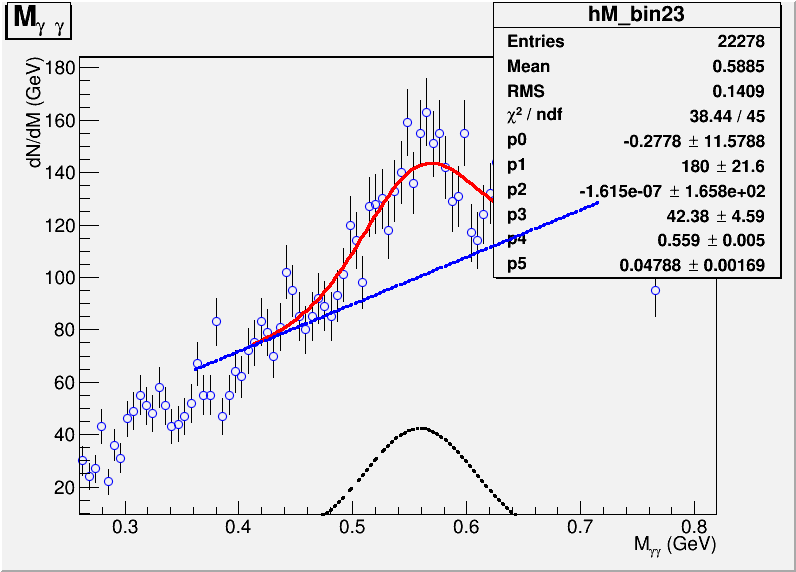 M γ γ
hM_bin23
Entries 22278
Mean 0.5885
RMS 0.1409
χ² / ndf 38.44 / 45
p0 -0.2778 ± 11.5788
p1 180 ± 21.6
p2 -1.615e-07 ± 1.658e+02
p3 42.38 ± 4.59
p4 0.559 ± 0.005
p5 0.04788 ± 0.00169
dN/dM (GeV)
180
160
140
120
100
80
60
40
20
0.3 0.4 0.5 0.6 0.7 0.8
Mγγ (GeV)